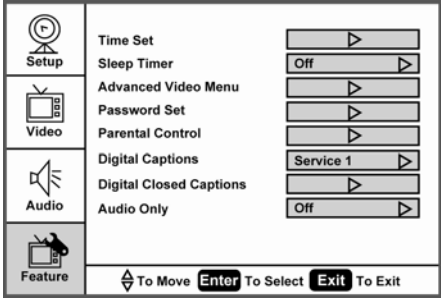 Setup
Video
Audio
Feature
Time Set
Sleep Timer Off
Advanced Video Menu
Password Set
Parental Control
Digital Captions Service 1
Digital Closed Captions
Audio Only Off
To Move Enter To Select Exit To Exit